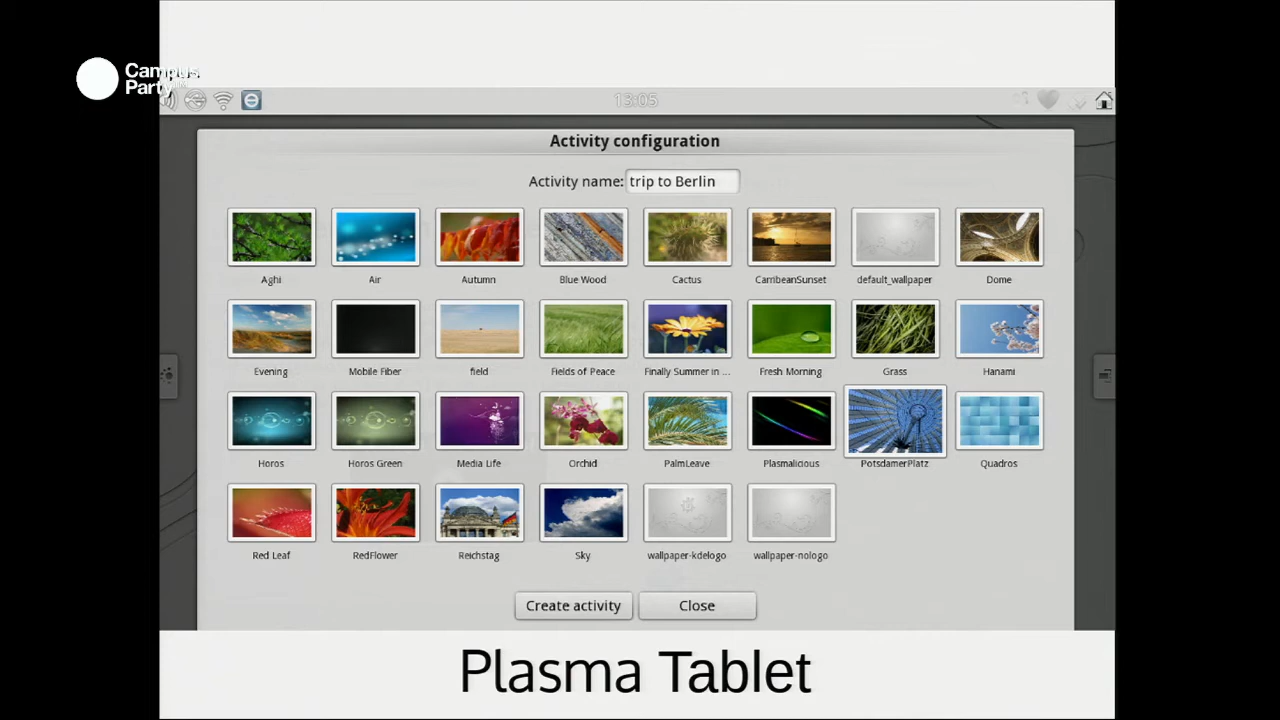 Campus
Party
13:05
Activity configuration
Activity name: trip to Berlin
Aghi Air Autumn Blue Wood Cactus CarribeanSunset default_wallpaper Dome
Evening Mobile Fiber field Fields of Peace Finally Summer in ... Fresh Morning Grass Hanami
Horos Horos Green Media Life Orchid PalmLeave Plasmalicious PotsdamerPlatz Quadros
Red Leaf RedFlower Reichstag Sky wallpaper-kdelogo wallpaper-nologo
Create activity Close
Plasma Tablet